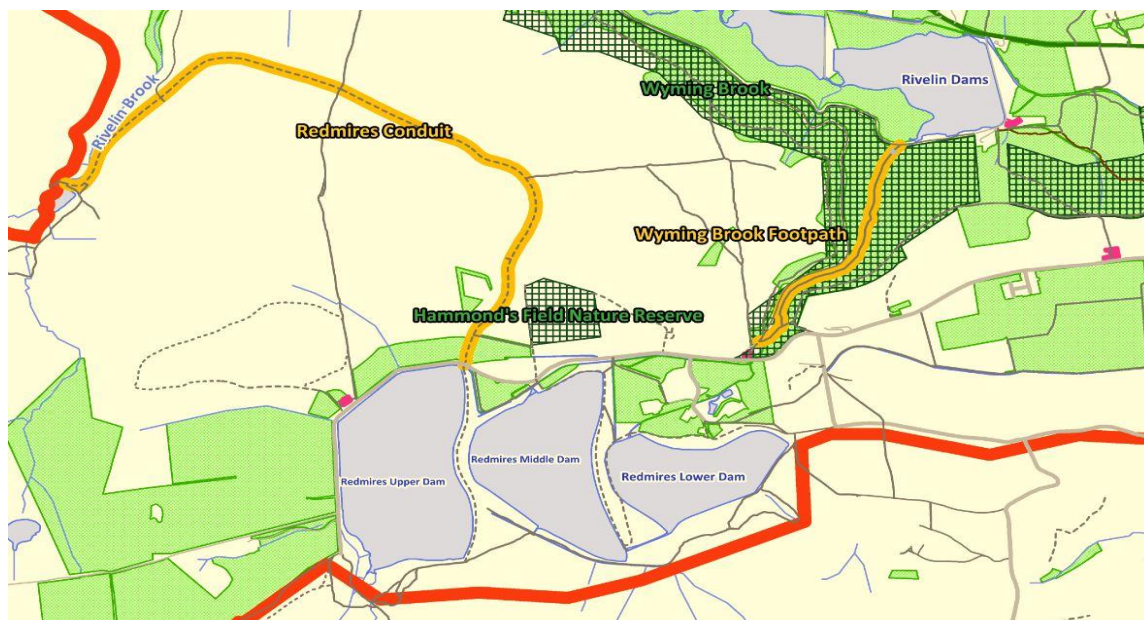 Rivelin Dams
Wyming Brook
Rivelin Brook
Redmires Conduit
Wyming Brook Footpath
Hammond's Field Nature Reserve
Redmires Middle Dam
Redmires Upper Dam
Redmires Lower Dam